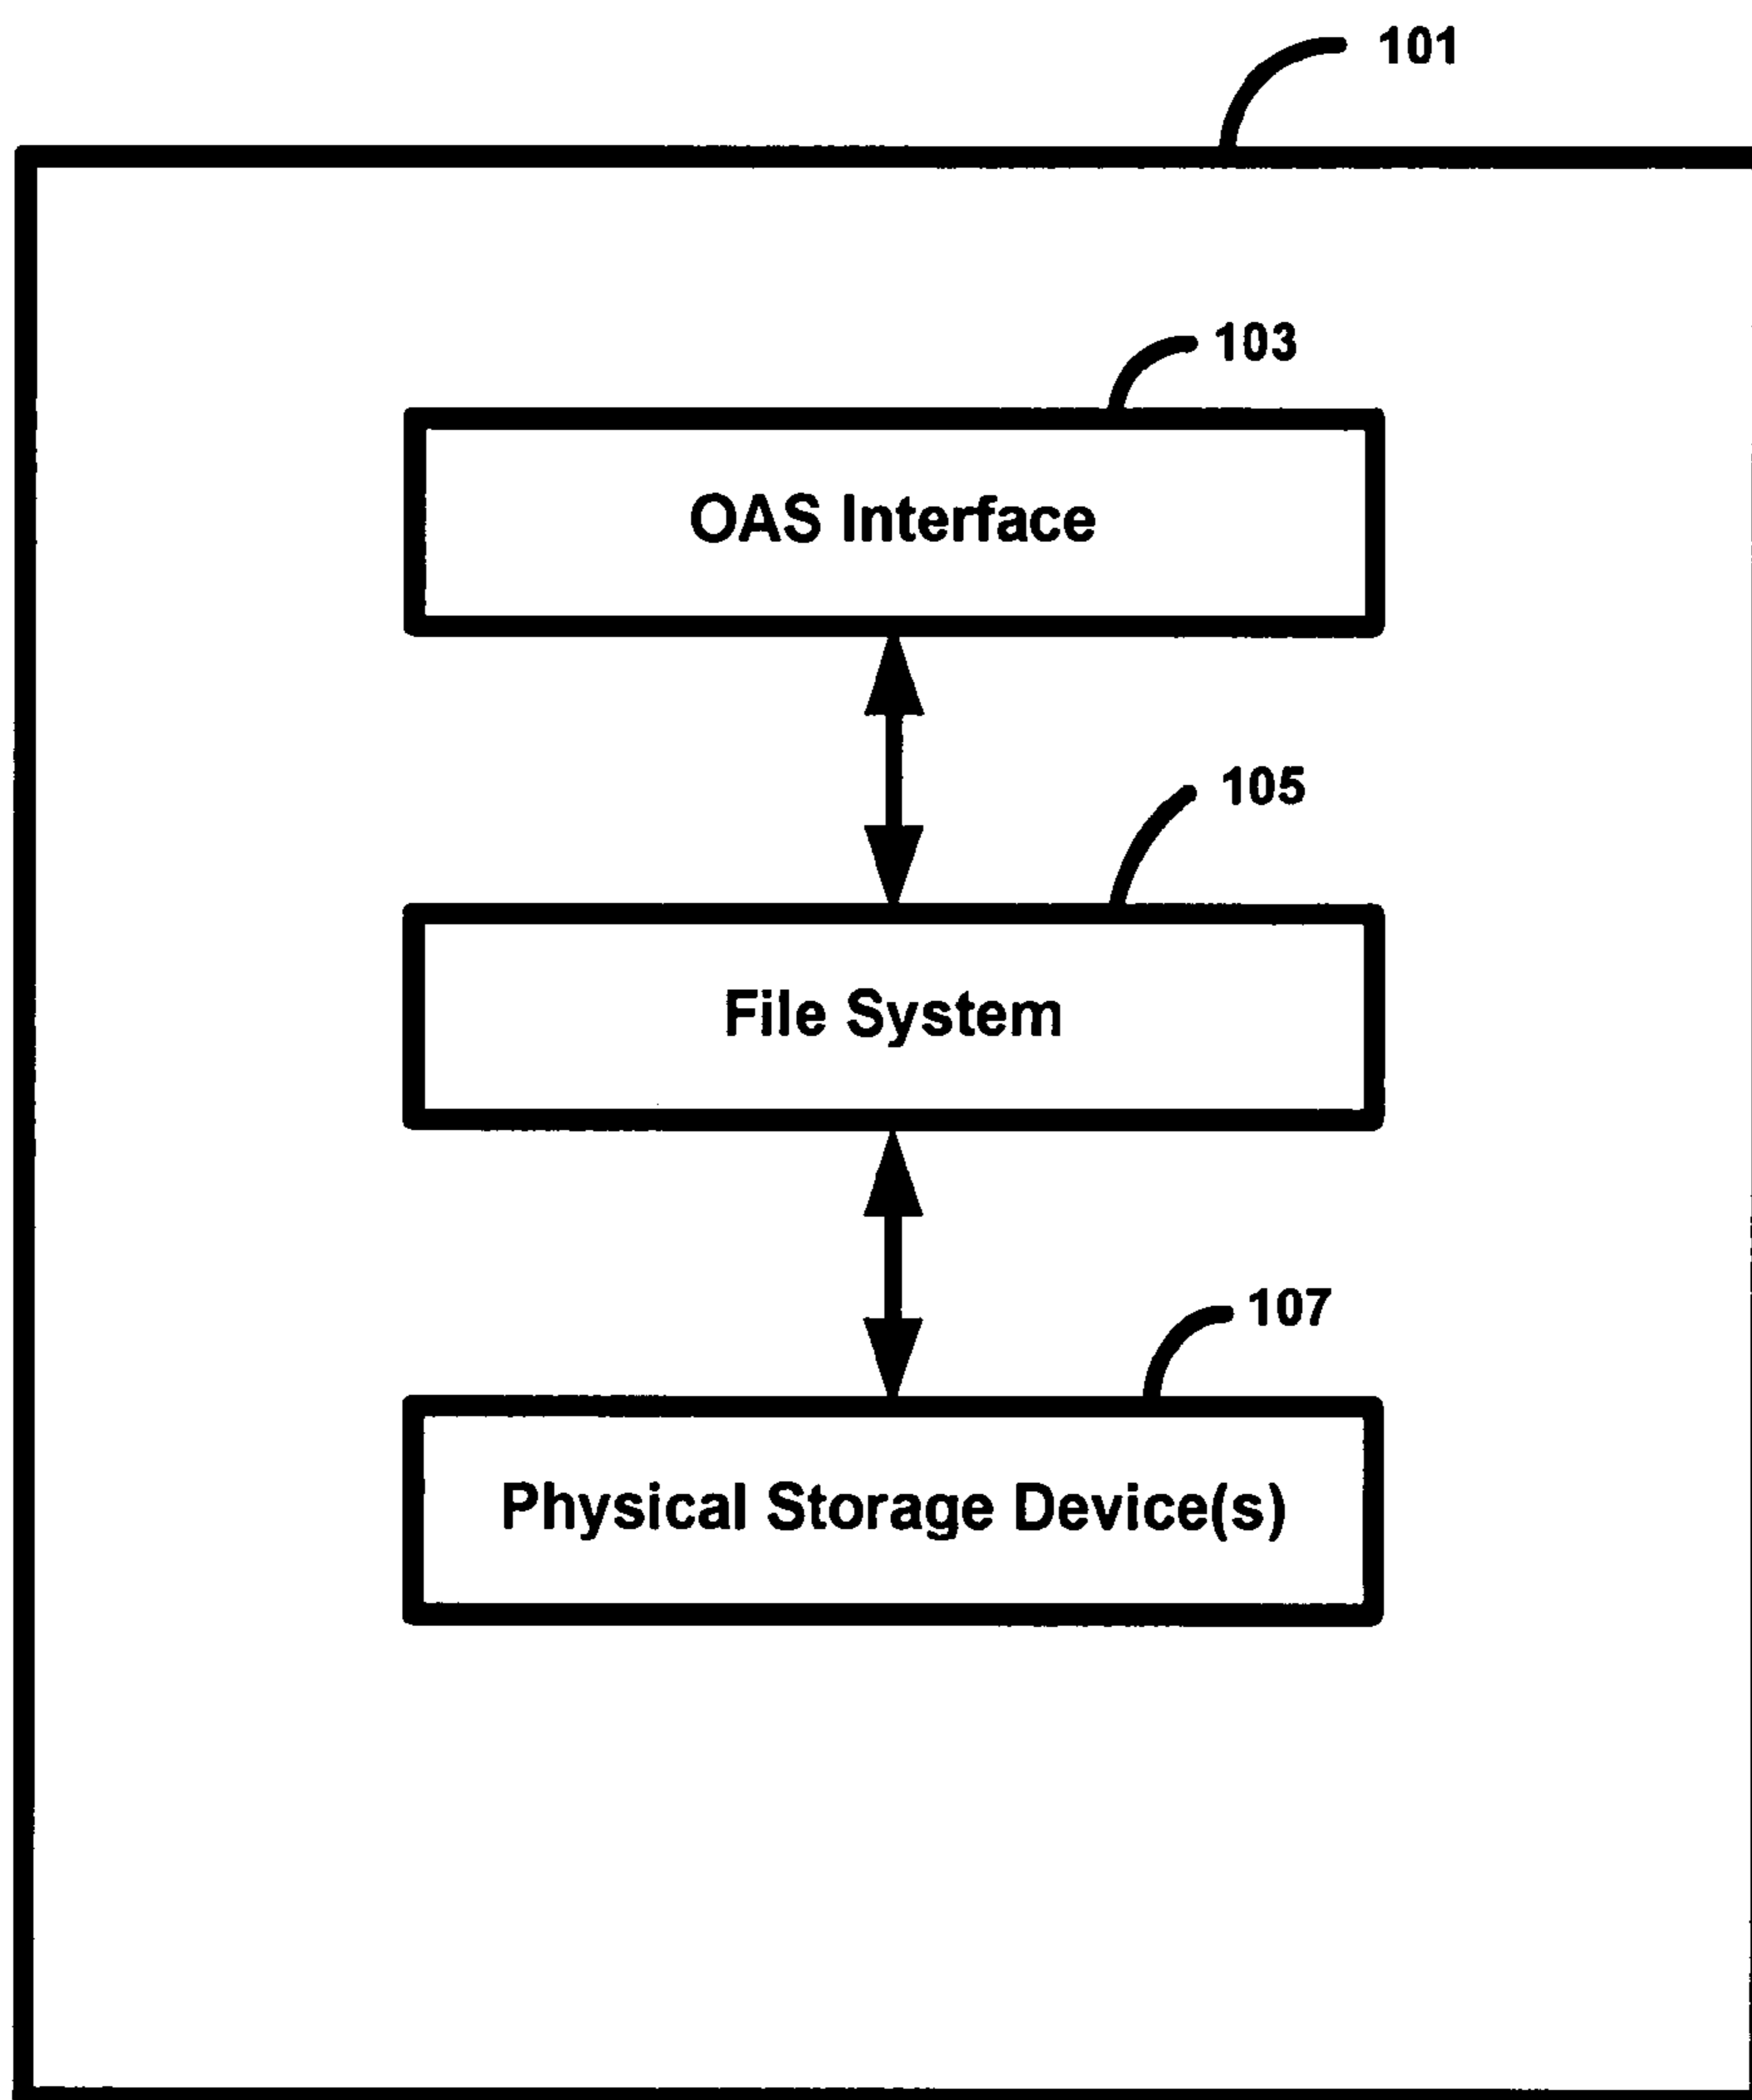 101
103
OAS Interface
105
File System
107
Physical Storage Device(s)